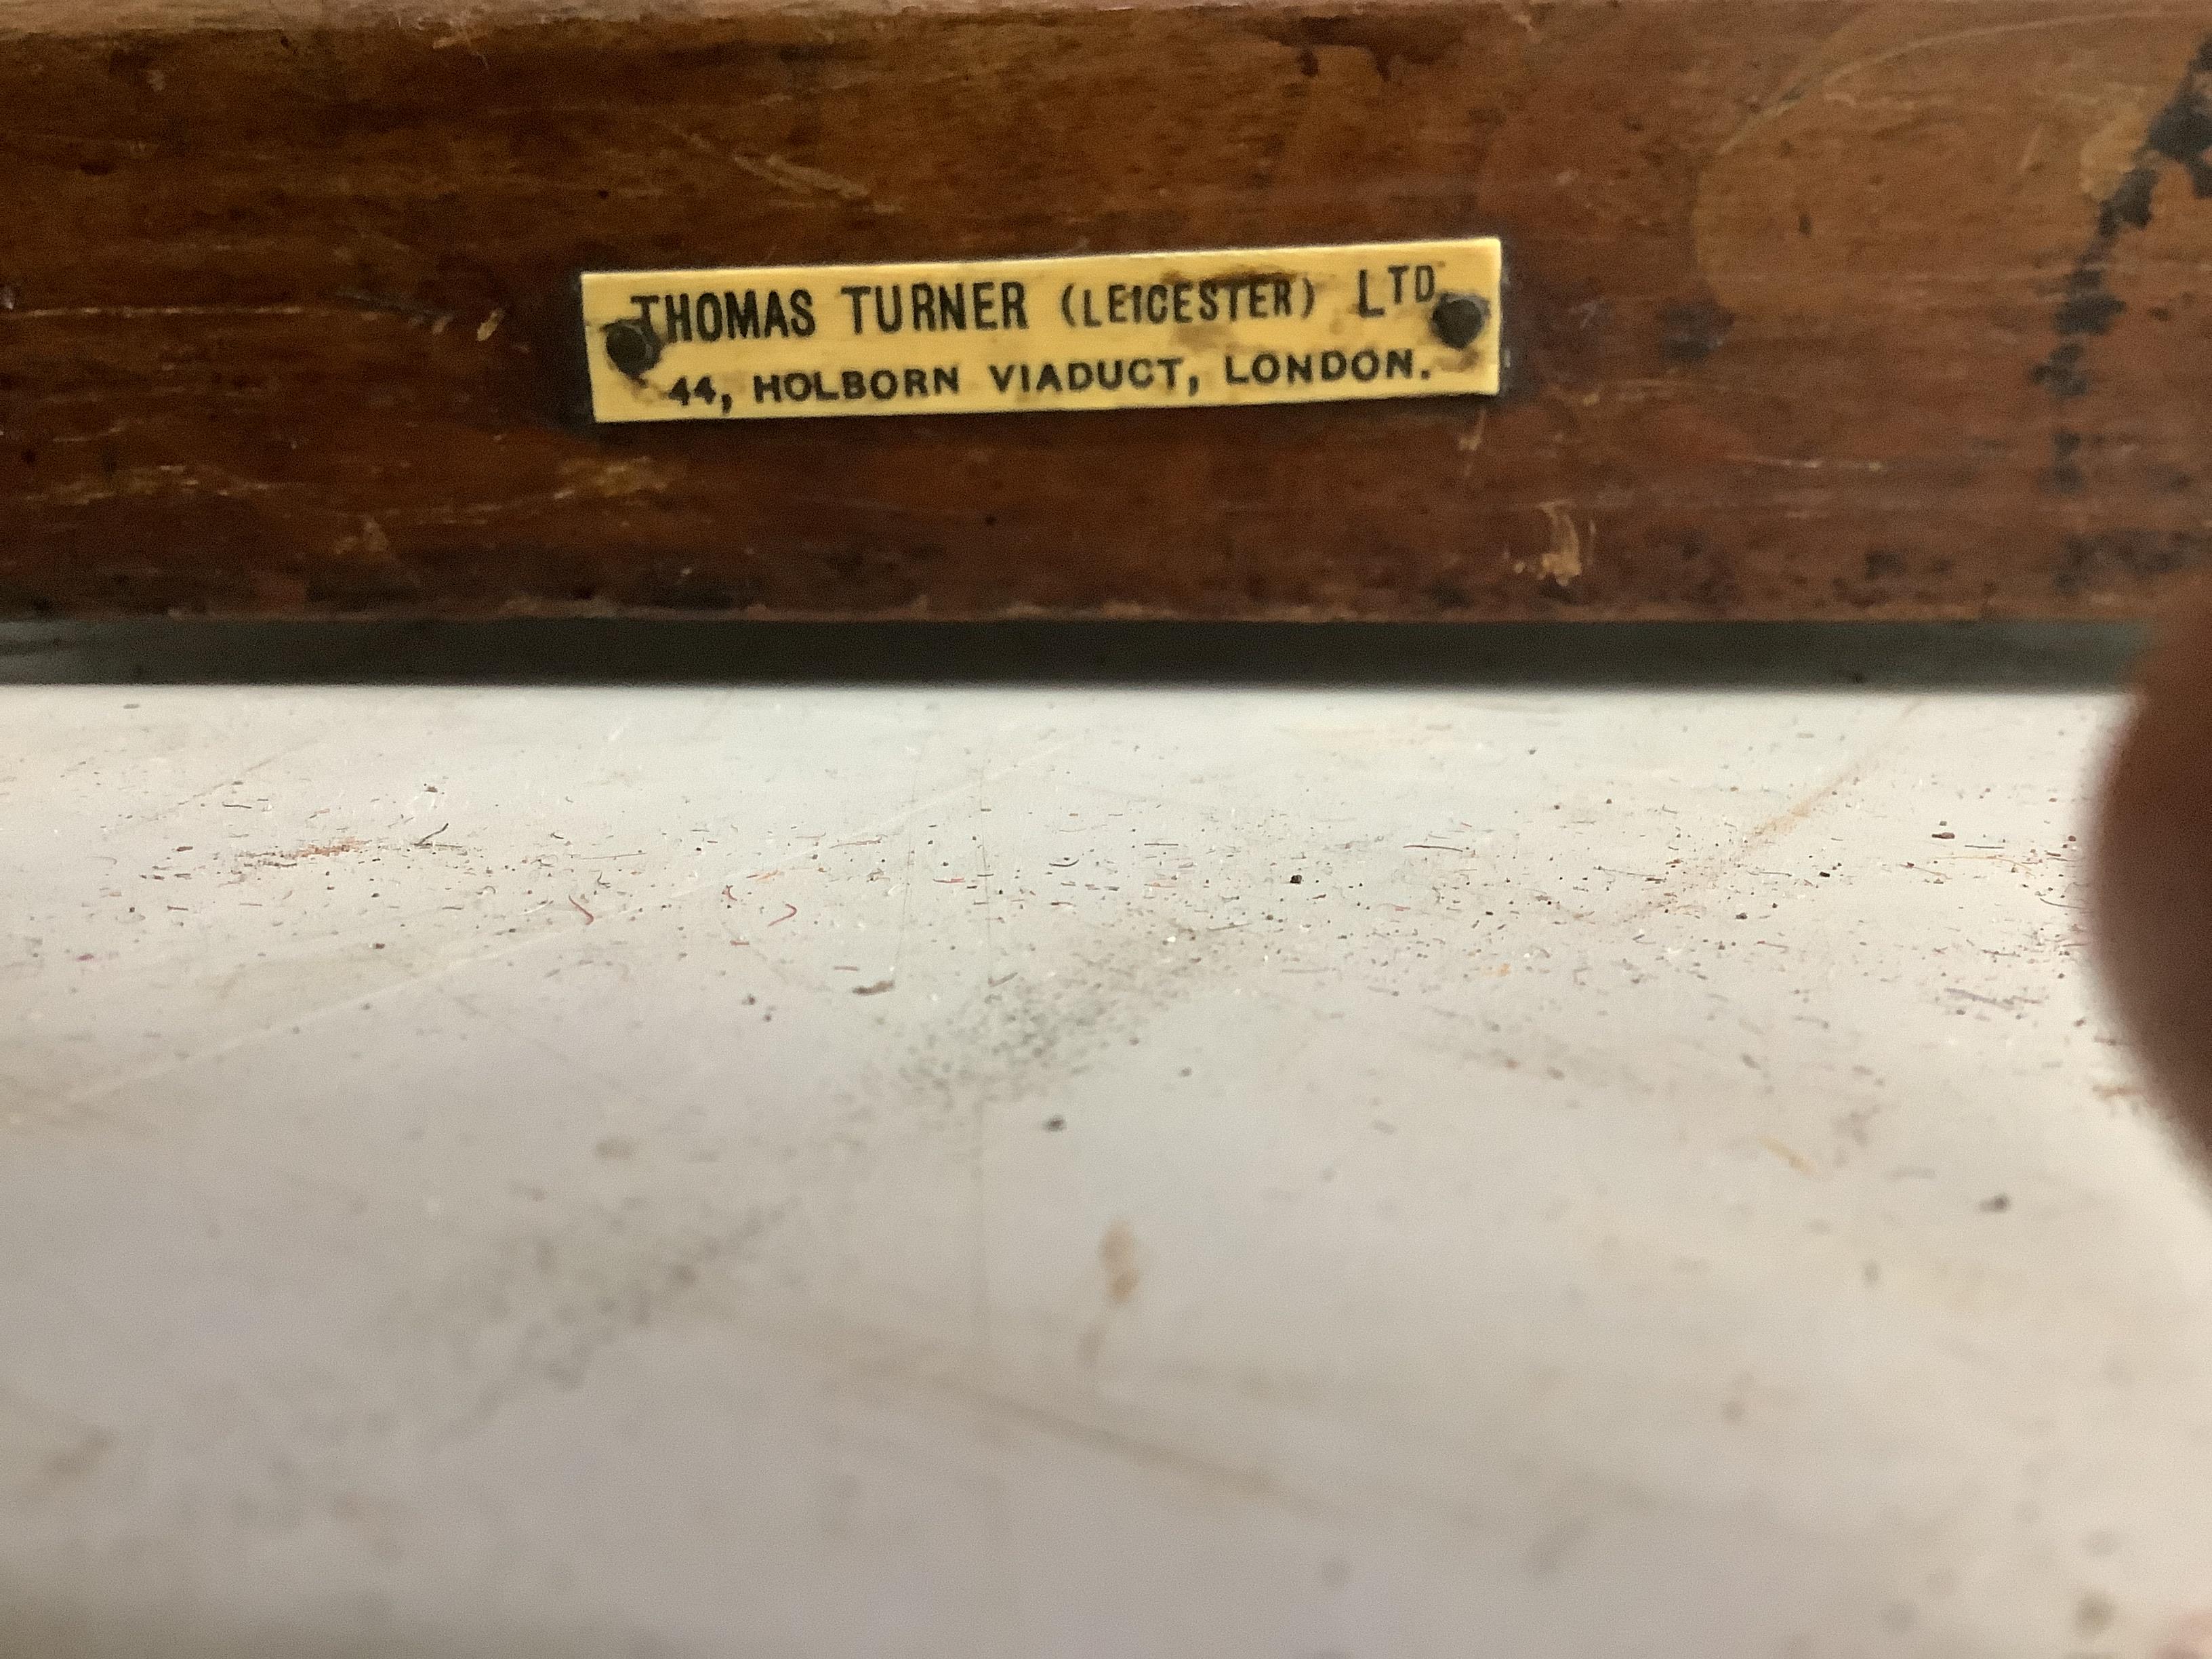 THOMAS TURNER (LEICESTER) LTD.
44, HOLBORN VIADUCT, LONDON.